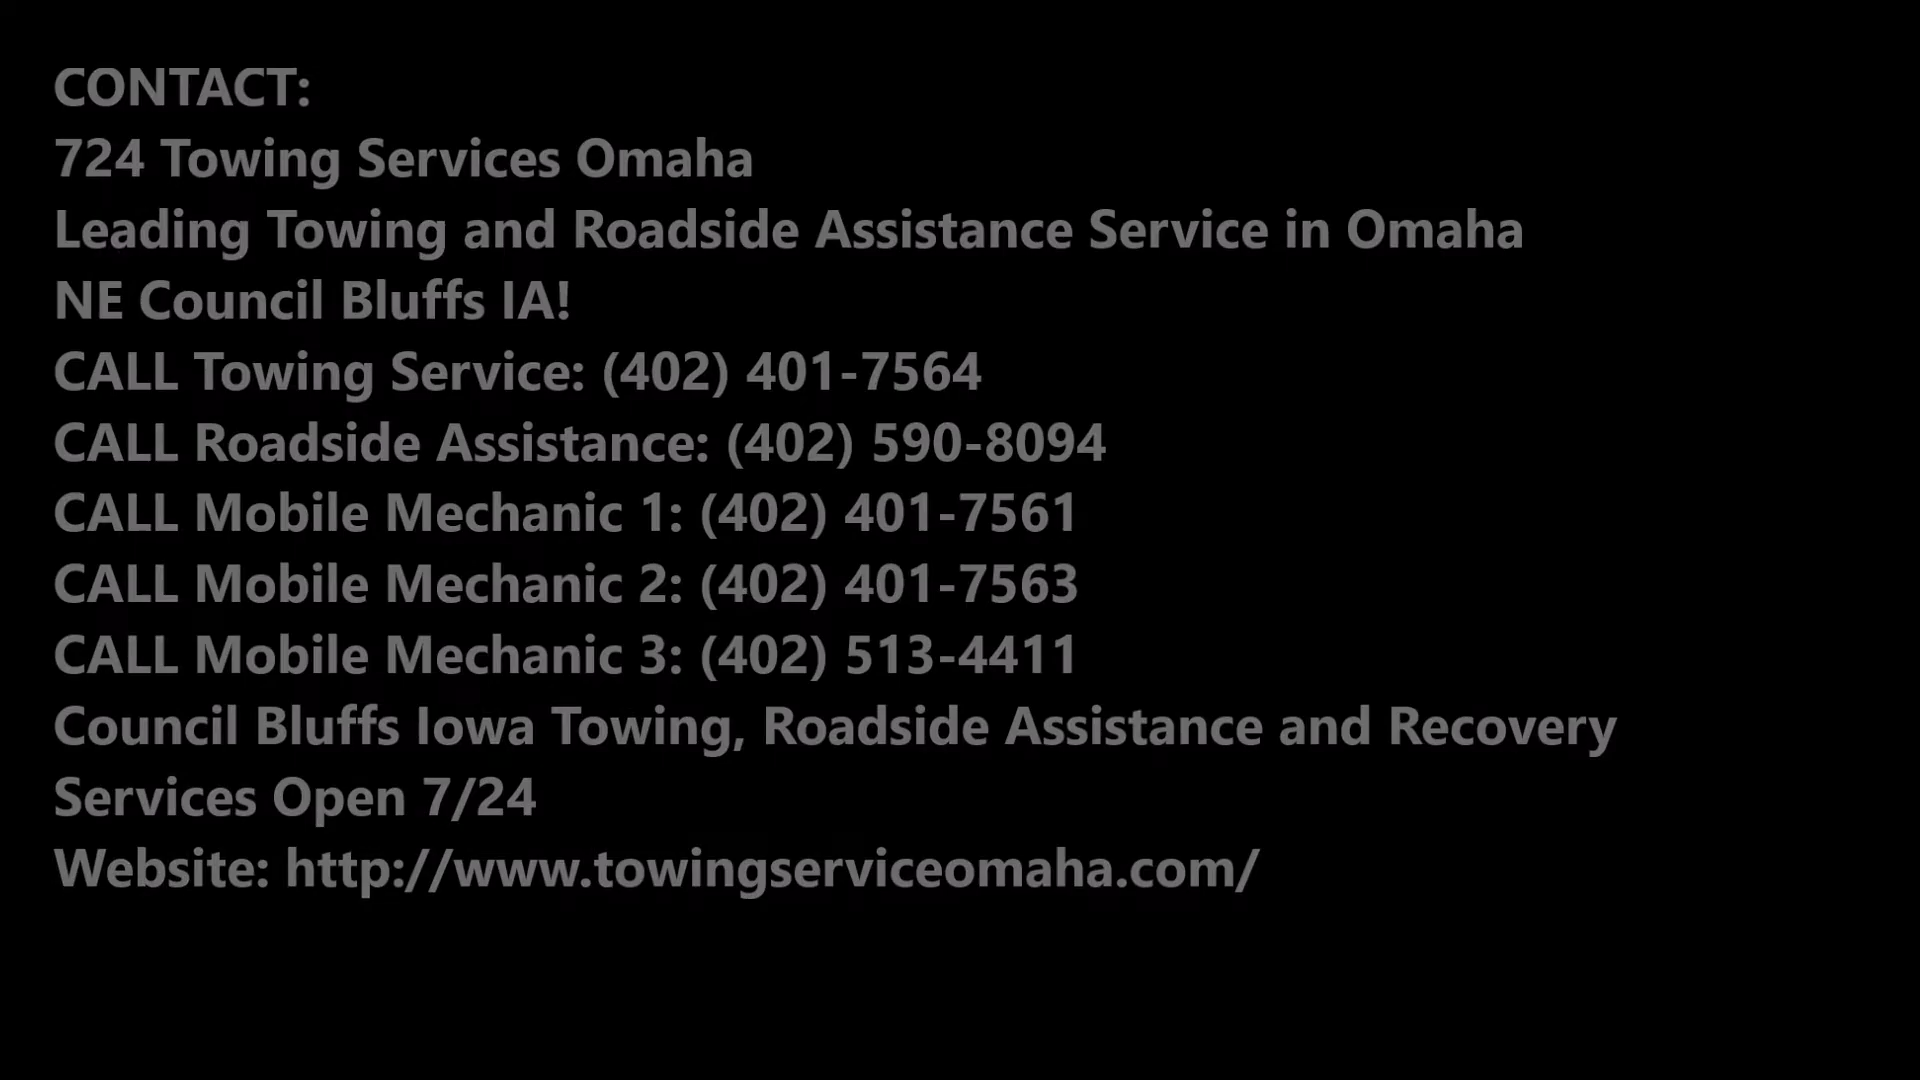 CONTACT:
724 Towing Services Omaha
Leading Towing and Roadside Assistance Service in Omaha
NE Council Bluffs IA!
CALL Towing Service: (402) 401-7564
CALL Roadside Assistance: (402) 590-8094
CALL Mobile Mechanic 1: (402) 401-7561
CALL Mobile Mechanic 2: (402) 401-7563
CALL Mobile Mechanic 3: (402) 513-4411
Council Bluffs Iowa Towing, Roadside Assistance and Recovery
Services Open 7/24
Website: http://www.towingserviceomaha.com/